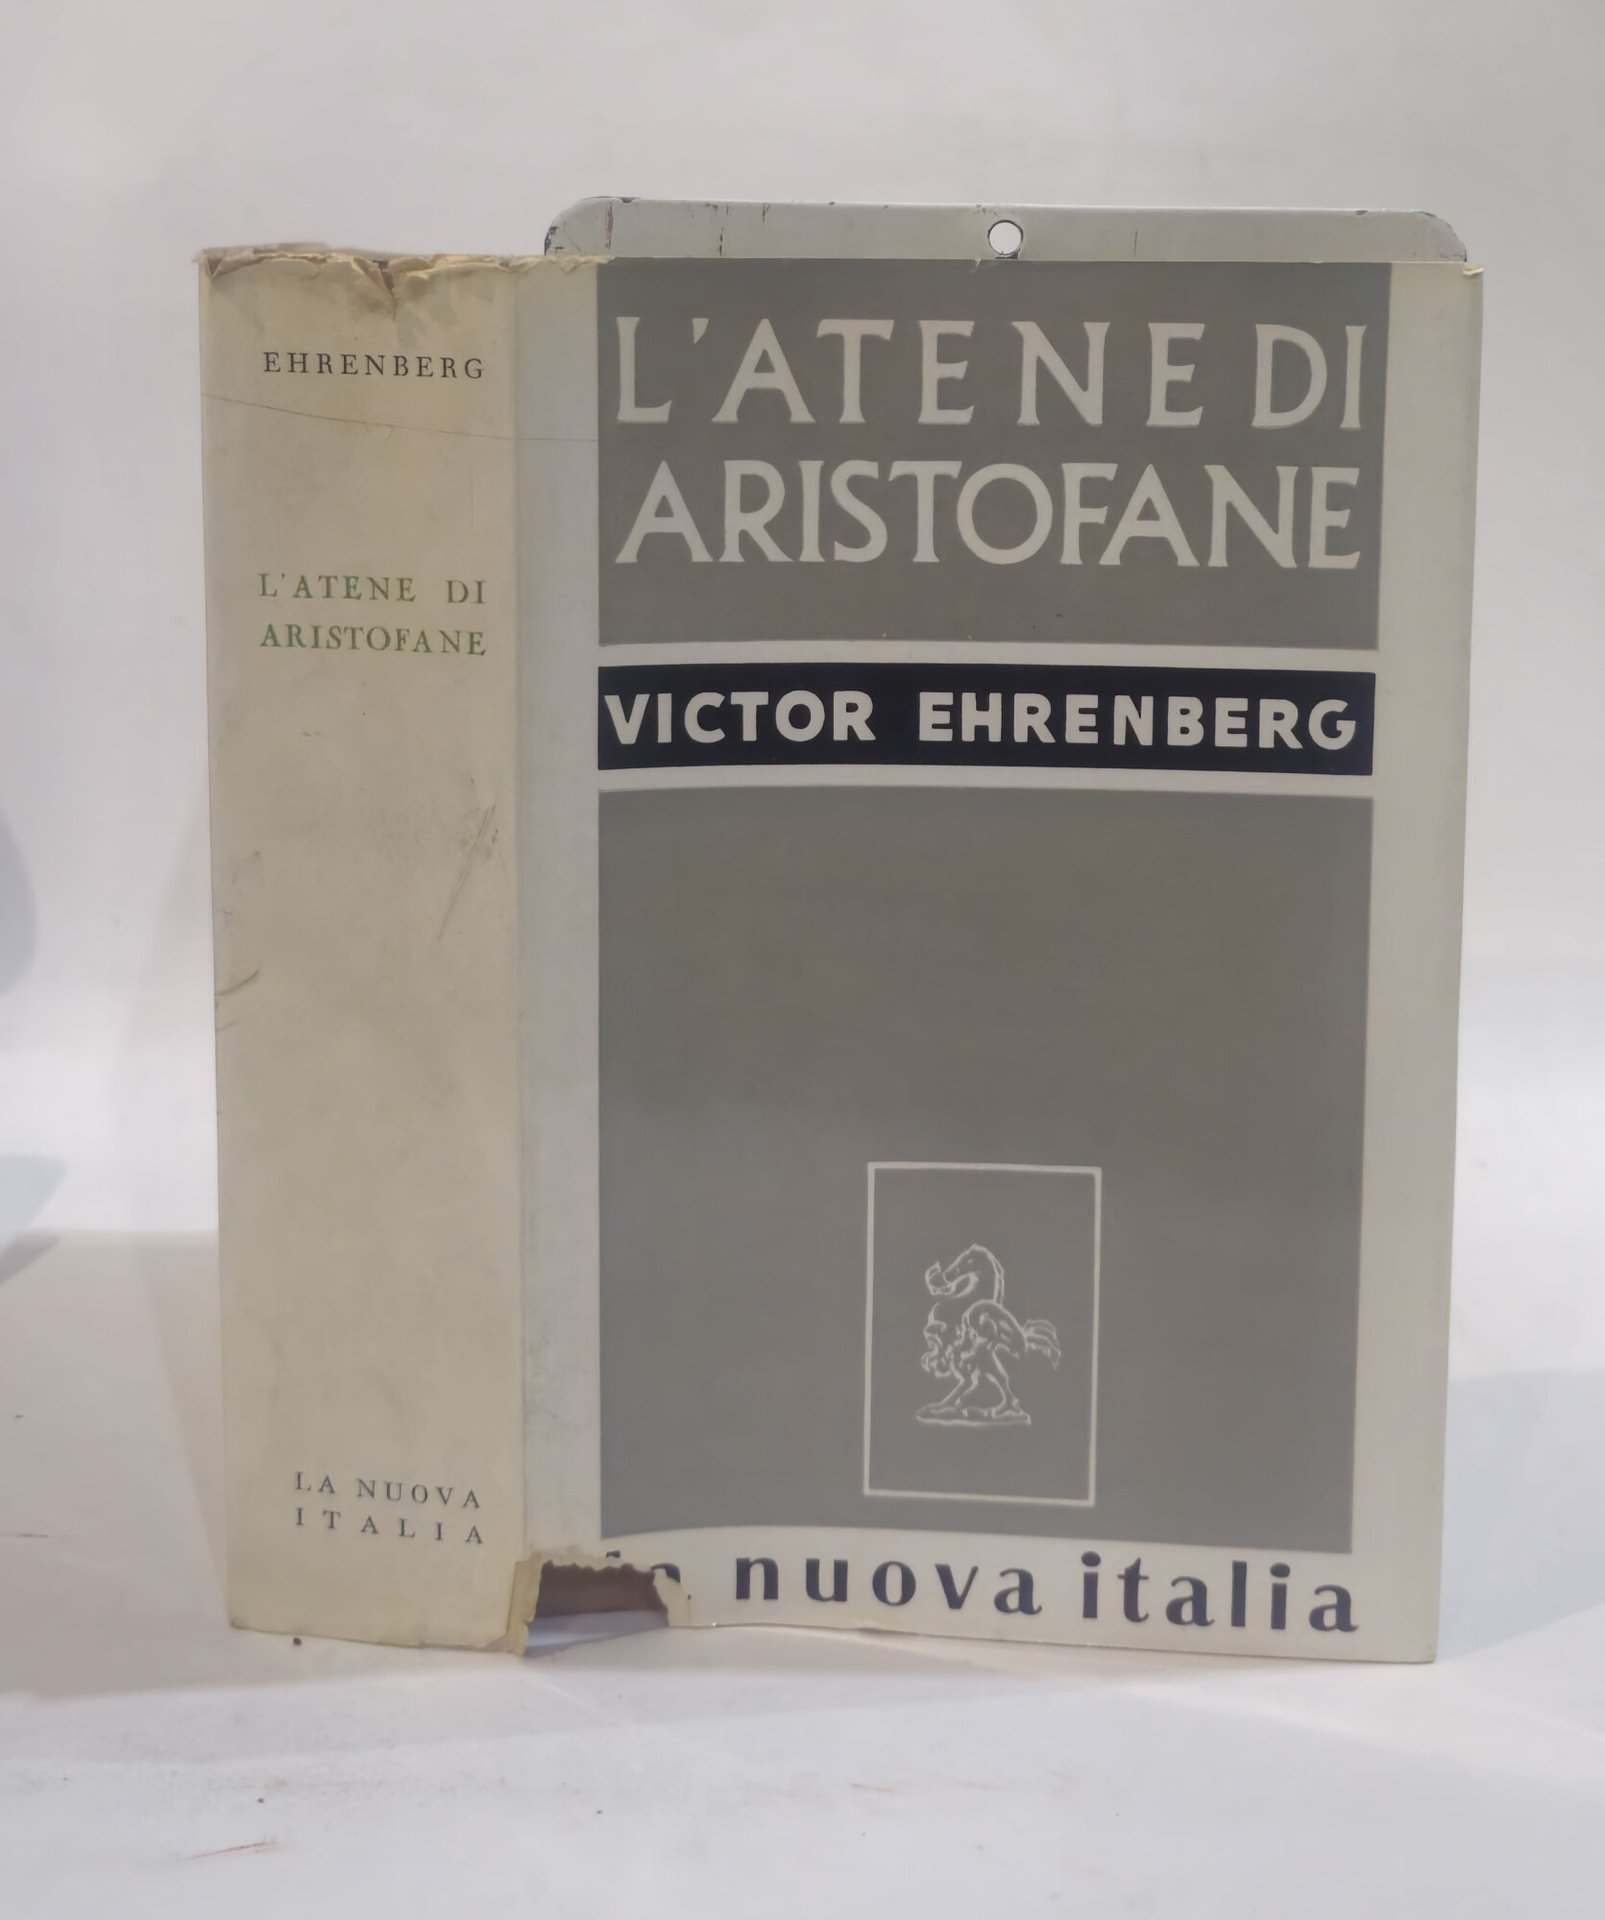 EHRENBERG
L'ATENE DI
ARISTOFANE
LA NUOVA
ITALIA
L'ATENE DI
ARISTOFANE
VICTOR EHRENBERG
nuova italia